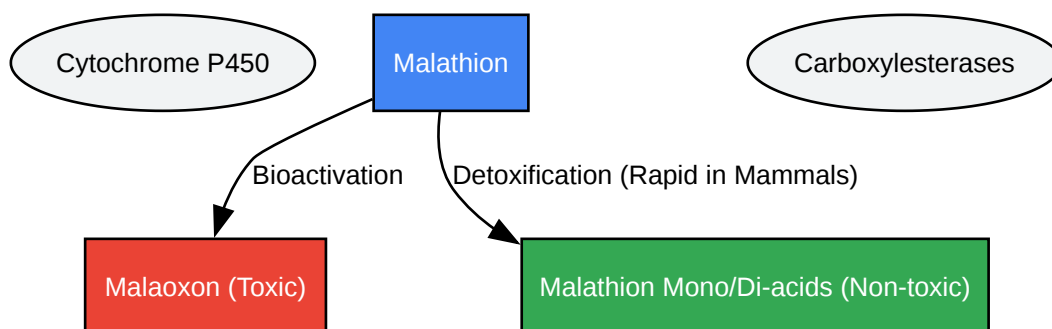 Cytochrome P450
Malathion
Carboxylesterases
Bioactivation
Detoxification (Rapid in Mammals)
Malaoxon (Toxic)
Malathion Mono/Di-acids (Non-toxic)